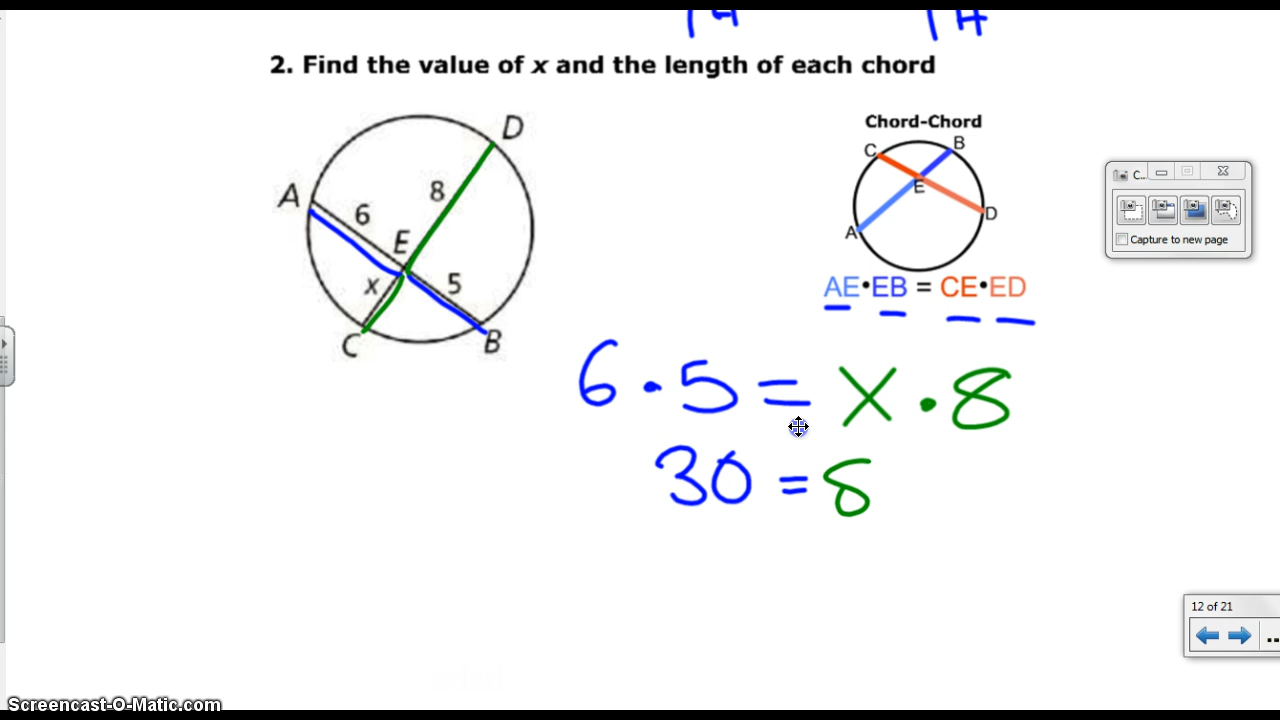 2. Find the value of x and the length of each chord
D
A
8
6
E
x
5
C
B
Chord-Chord
C
B
E
A
D
AE•EB = CE•ED
6 · 5 = x · 8
30 = 8
C...
Capture to new page
12 of 21
Screencast-O-Matic.com